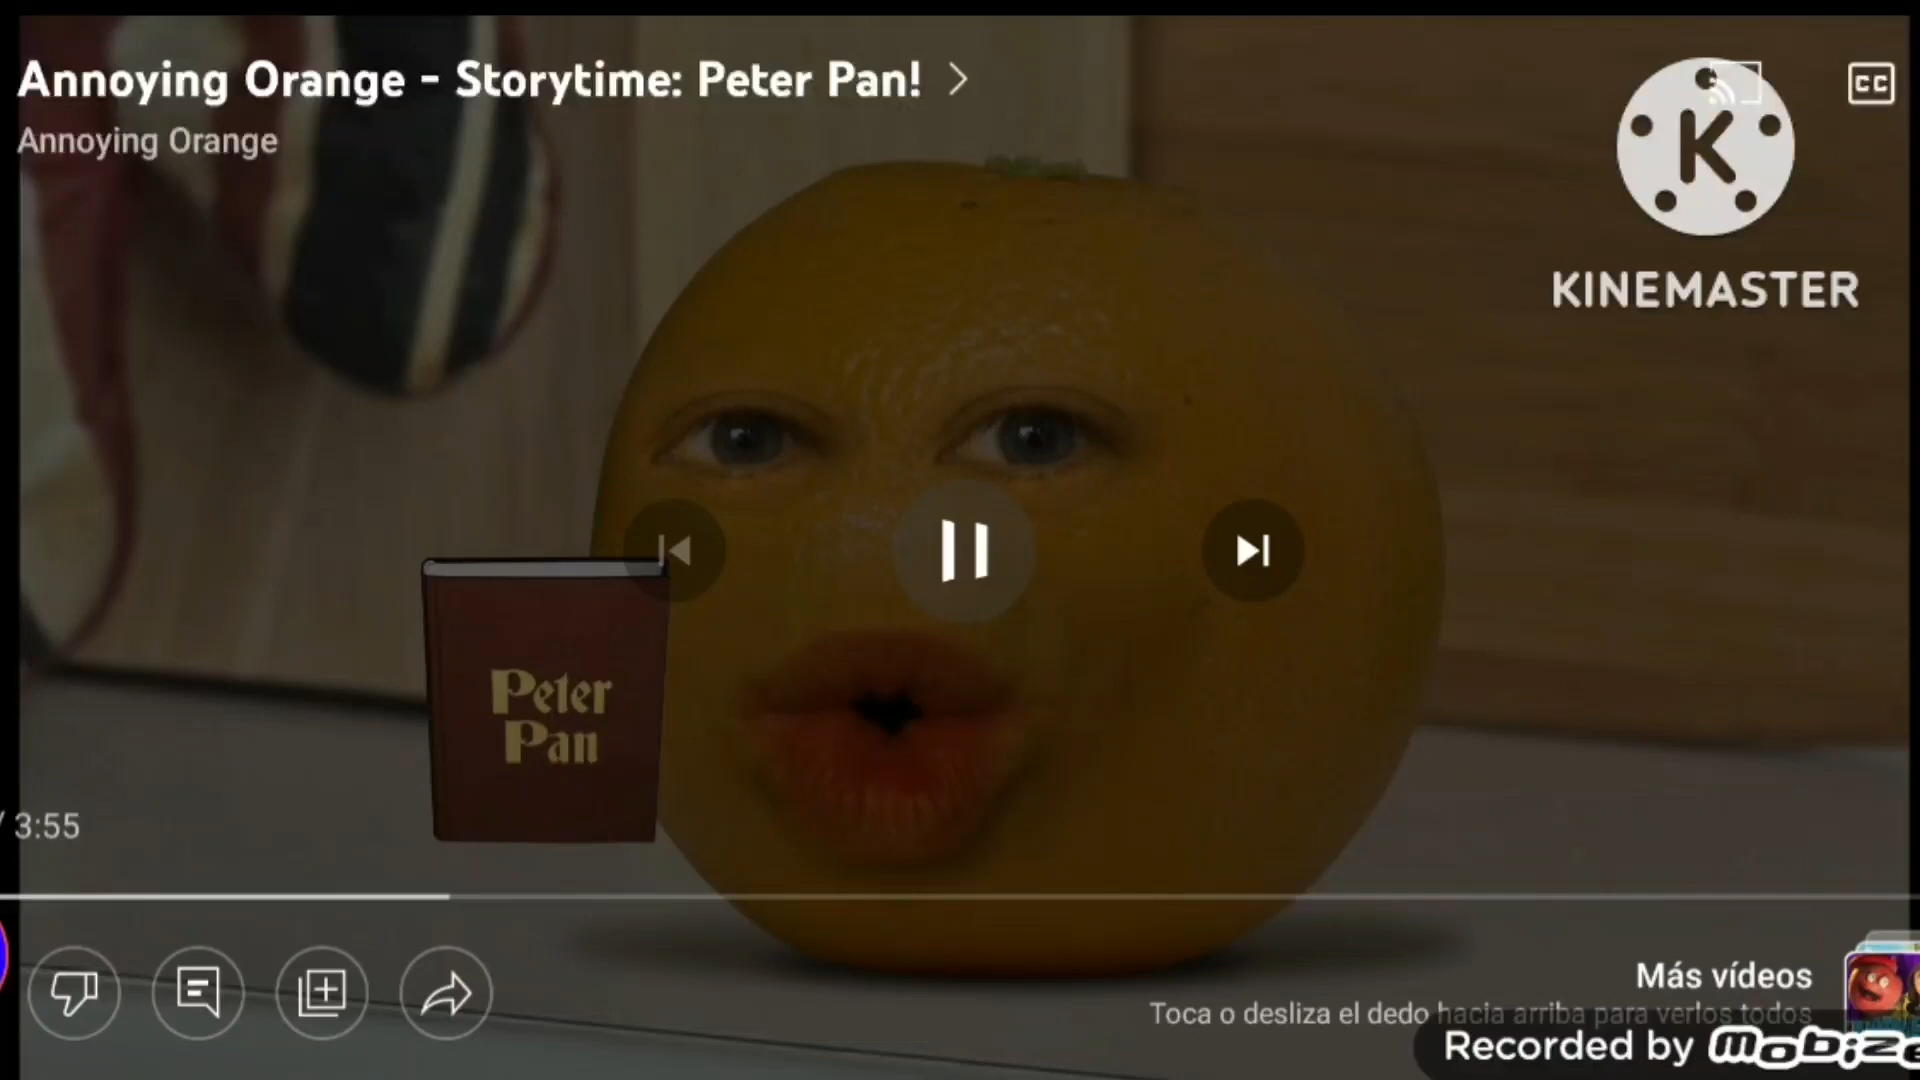 Annoying Orange - Storytime: Peter Pan!
Annoying Orange
CC
K
KINEMASTER
Peter
Pan
/ 3:55
Más vídeos
Toca o desliza el dedo hacia arriba para verlos todos
Recorded by